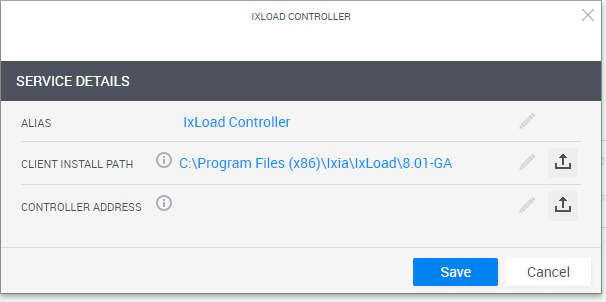 IXLOAD CONTROLLER
SERVICE DETAILS
ALIAS IxLoad Controller
CLIENT INSTALL PATH C:\Program Files (x86)\Ixia\IxLoad\8.01-GA
CONTROLLER ADDRESS
Save Cancel